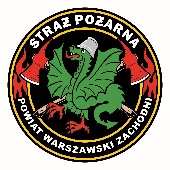 STRAŻ POŻARNA
POWIAT WARSZAWSKI ZACHODNI